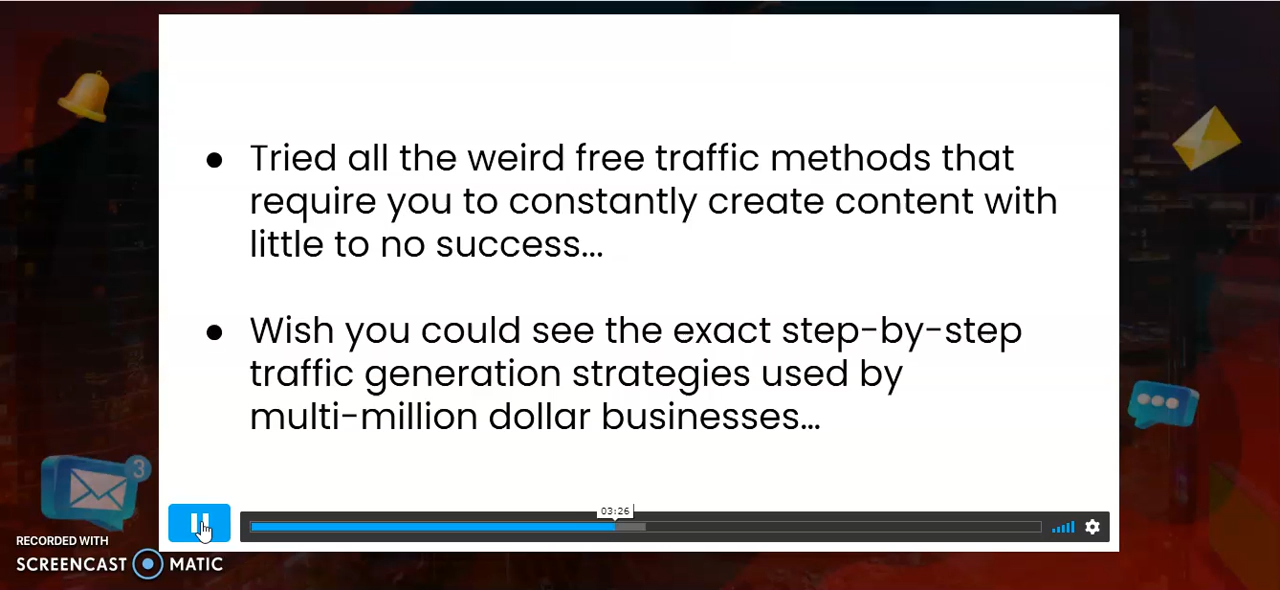 ● Tried all the weird free traffic methods that
require you to constantly create content with
little to no success...
● Wish you could see the exact step-by-step
traffic generation strategies used by
multi-million dollar businesses...
3
03:26
RECORDED WITH
SCREENCAST MATIC